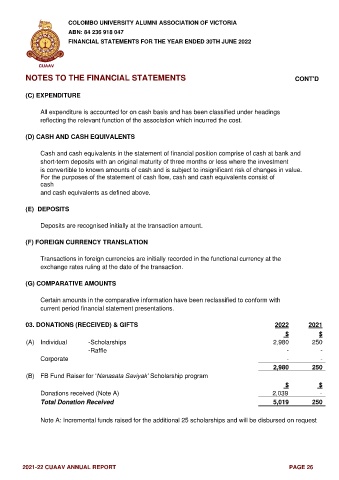 COLOMBO UNIVERSITY ALUMNI ASSOCIATION OF VICTORIA
ABN: 84 236 918 047
FINANCIAL STATEMENTS FOR THE YEAR ENDED 30TH JUNE 2022
CUAAV
NOTES TO THE FINANCIAL STATEMENTS CONT'D
(C) EXPENDITURE
All expenditure is accounted for on cash basis and has been classified under headings
reflecting the relevant function of the association which incurred the cost.
(D) CASH AND CASH EQUIVALENTS
Cash and cash equivalents in the statement of financial position comprise of cash at bank and
short-term deposits with an original maturity of three months or less where the investment
is convertible to known amounts of cash and is subject to insignificant risk of changes in value.
For the purposes of the statement of cash flow, cash and cash equivalents consist of
cash
and cash equivalents as defined above.
(E) DEPOSITS
Deposits are recognised initially at the transaction amount.
(F) FOREIGN CURRENCY TRANSLATION
Transactions in foreign currencies are initially recorded in the functional currency at the
exchange rates ruling at the date of the transaction.
(G) COMPARATIVE AMOUNTS
Certain amounts in the comparative information have been reclassified to conform with
current period financial statement presentations.
03. DONATIONS (RECEIVED) & GIFTS 2022 2021
$ $
(A) Individual -Scholarships 2,980 250
-Raffle - -
Corporate - -
2,980 250
(B) FB Fund Raiser for 'Nanasata Saviyak' Scholarship program
$ $
Donations received (Note A) 2,039 -
Total Donation Received 5,019 250
Note A: Incremental funds raised for the additional 25 scholarships and will be disbursed on request
2021-22 CUAAV ANNUAL REPORT PAGE 26